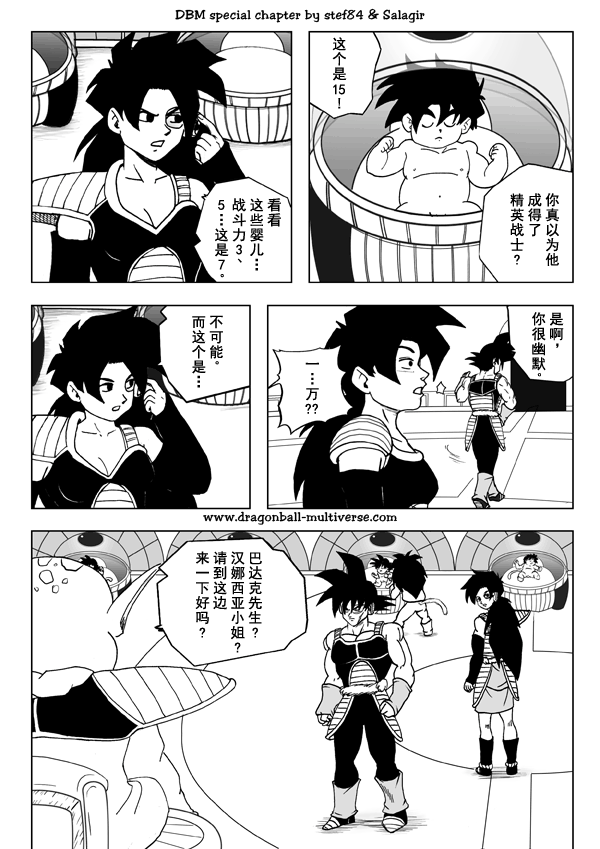 DBM special chapter by stef84 & Salagir
看看
这些婴儿…
战斗力3、
5…这是7。
这个是
15！
你真以为他
成得了
精英战士？
不可能。
而这个是…
是啊，
你很幽默。
一…万??
www.dragonball-multiverse.com
巴达克先生？
汉娜西亚小姐？
请到这边
来一下好吗？